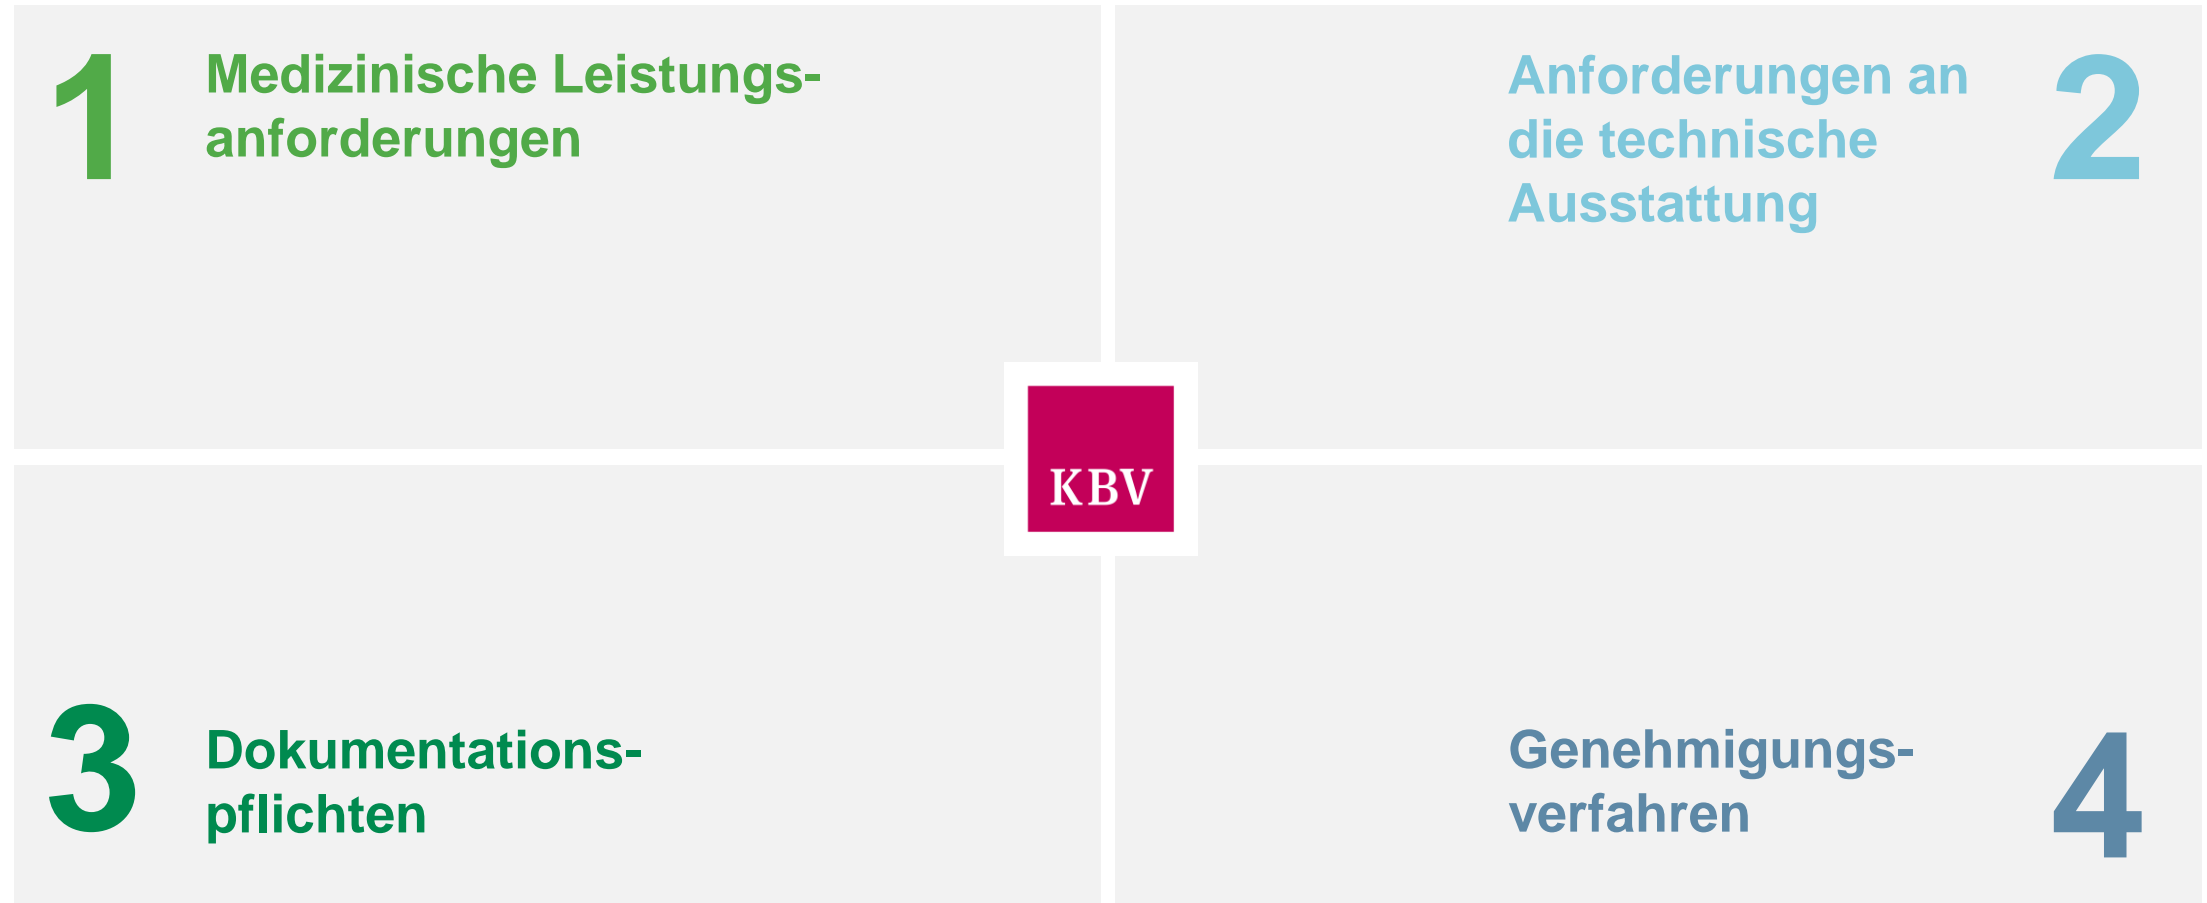 1
Medizinische Leistungs-
anforderungen
Anforderungen an
die technische
Ausstattung
2
KBV
3
Dokumentations-
pflichten
Genehmigungs-
verfahren
4